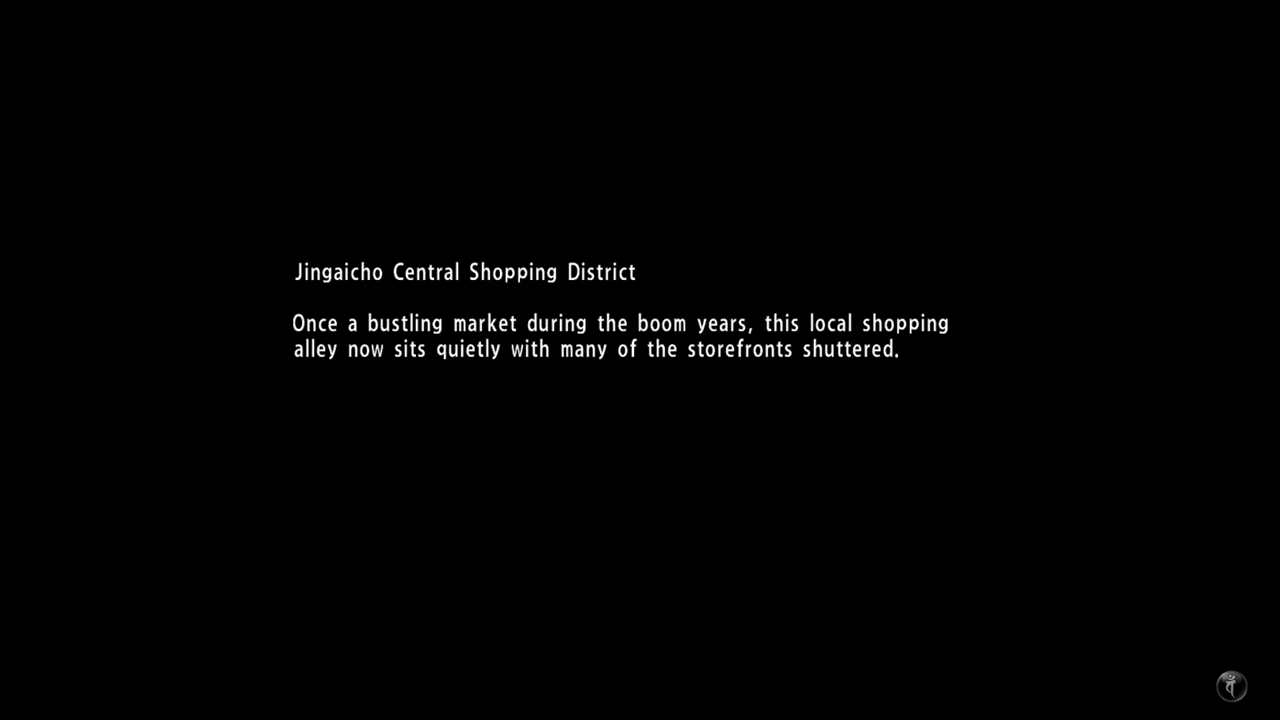 Jingaicho Central Shopping District
Once a bustling market during the boom years, this local shopping
alley now sits quietly with many of the storefronts shuttered.